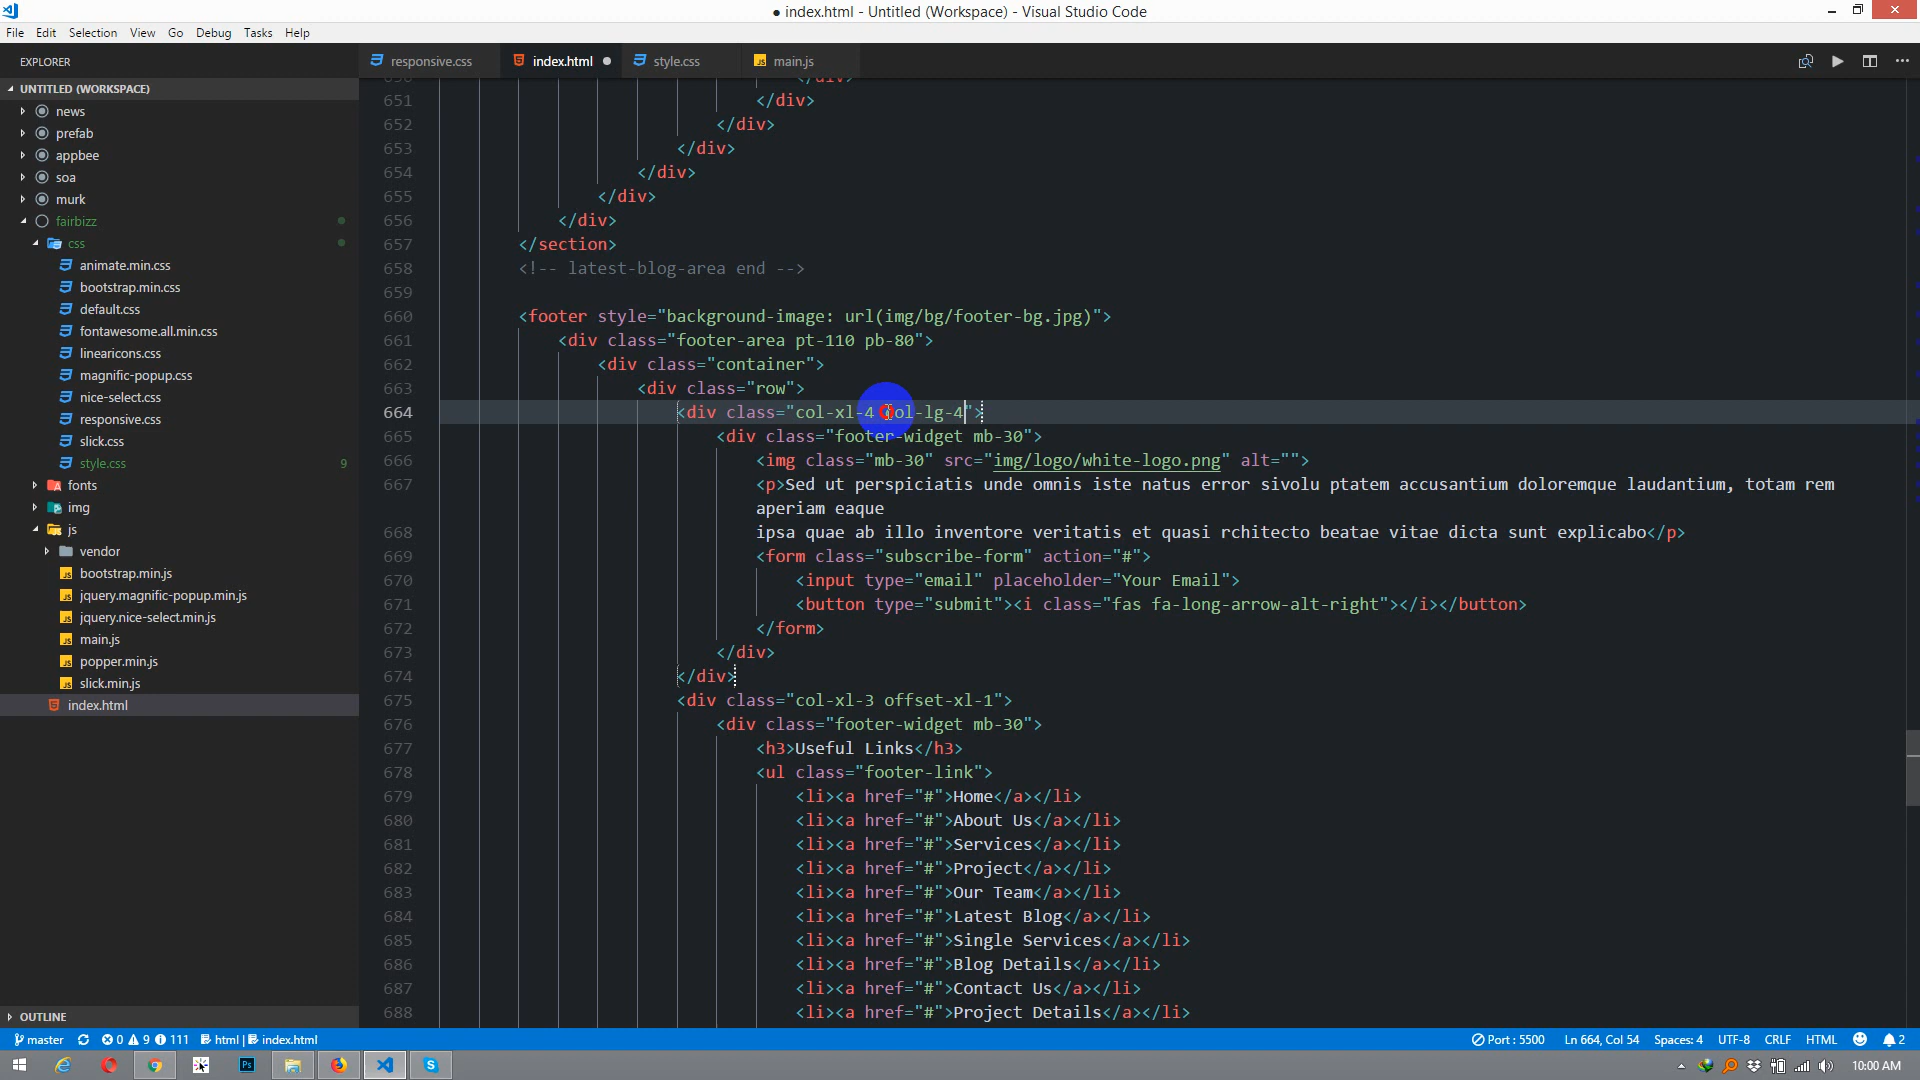 ● index.html - Untitled (Workspace) - Visual Studio Code
File Edit Selection View Go Debug Tasks Help
EXPLORER
responsive.css
index.html
style.css
main.js
UNTITLED (WORKSPACE)
news
prefab
appbee
soa
murk
fairbizz
css
animate.min.css
bootstrap.min.css
default.css
fontawesome.all.min.css
linearicons.css
magnific-popup.css
nice-select.css
responsive.css
slick.css
style.css 9
fonts
img
js
vendor
bootstrap.min.js
jquery.magnific-popup.min.js
jquery.nice-select.min.js
main.js
popper.min.js
slick.min.js
index.html
OUTLINE
650 </div>
651 </div>
652 </div>
653 </div>
654 </div>
655 </div>
656 </div>
657 </section>
658 <!-- latest-blog-area end -->
659
660 <footer style="background-image: url(img/bg/footer-bg.jpg)">
661 <div class="footer-area pt-110 pb-80">
662 <div class="container">
663 <div class="row">
664 <div class="col-xl-4 col-lg-4">
665 <div class="footer-widget mb-30">
666 <img class="mb-30" src="img/logo/white-logo.png" alt="">
667 <p>Sed ut perspiciatis unde omnis iste natus error sivolu ptatem accusantium doloremque laudantium, totam rem
aperiam eaque
668 ipsa quae ab illo inventore veritatis et quasi rchitecto beatae vitae dicta sunt explicabo</p>
669 <form class="subscribe-form" action="#">
670 <input type="email" placeholder="Your Email">
671 <button type="submit"><i class="fas fa-long-arrow-alt-right"></i></button>
672 </form>
673 </div>
674 </div>
675 <div class="col-xl-3 offset-xl-1">
676 <div class="footer-widget mb-30">
677 <h3>Useful Links</h3>
678 <ul class="footer-link">
679 <li><a href="#">Home</a></li>
680 <li><a href="#">About Us</a></li>
681 <li><a href="#">Services</a></li>
682 <li><a href="#">Project</a></li>
683 <li><a href="#">Our Team</a></li>
684 <li><a href="#">Latest Blog</a></li>
685 <li><a href="#">Single Services</a></li>
686 <li><a href="#">Blog Details</a></li>
687 <li><a href="#">Contact Us</a></li>
688 <li><a href="#">Project Details</a></li>
master 0 9 111 html | index.html Port : 5500 Ln 664, Col 54 Spaces: 4 UTF-8 CRLF HTML 2
10:00 AM